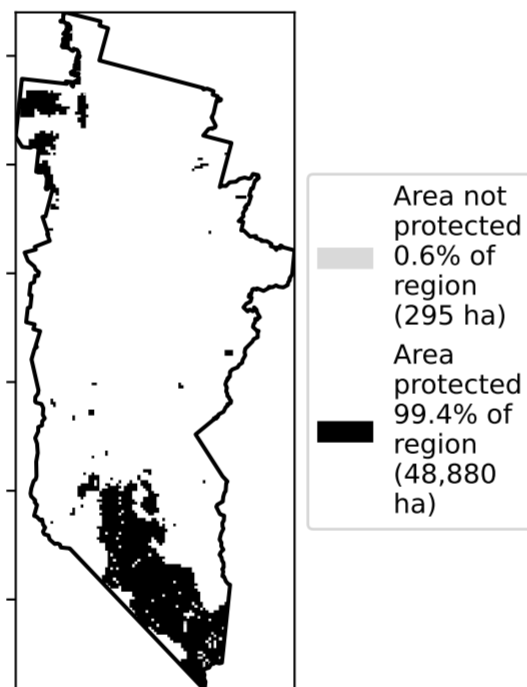 Area not
protected
0.6% of
region
(295 ha)
Area
protected
99.4% of
region
(48,880
ha)